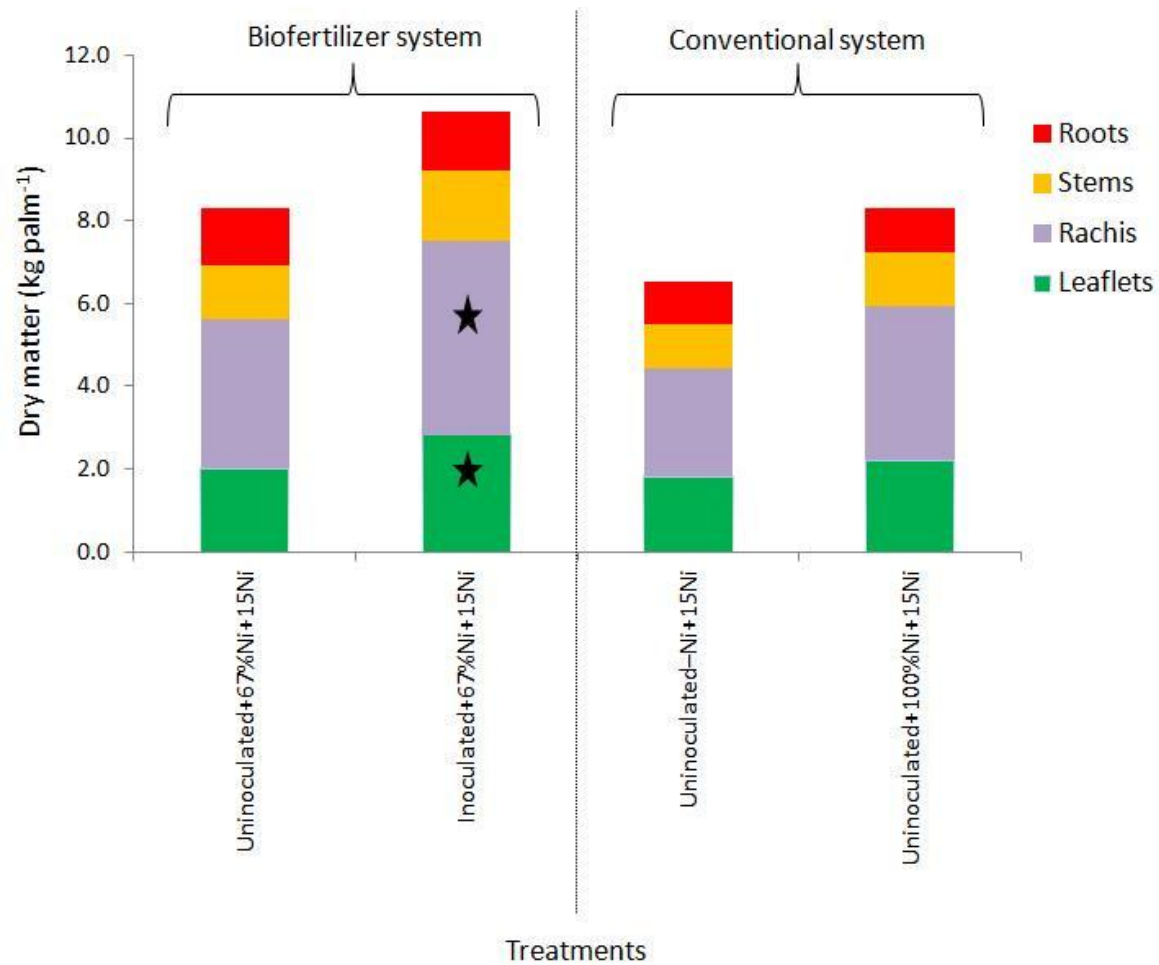 Biofertilizer system
Conventional system
12.0
10.0
8.0
6.0
4.0
2.0
0.0
Dry matter (kg palm⁻¹)
Roots
Stems
Rachis
Leaflets
Uninoculated+67%Ni+15Ni
Inoculated+67%Ni+15Ni
Uninoculated–Ni+15Ni
Uninoculated+100%Ni+15Ni
Treatments